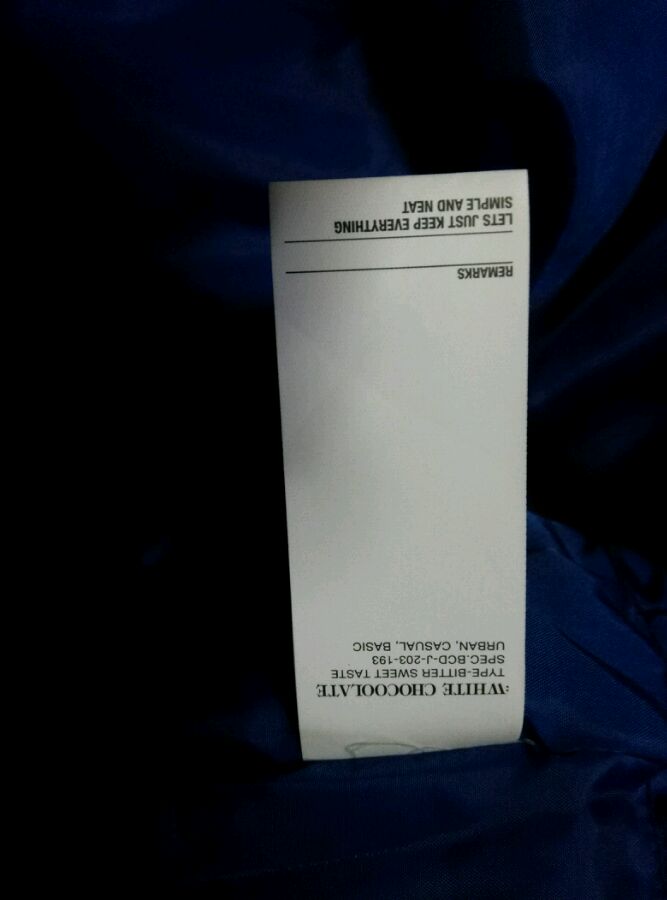 :WHITE CHOCOOLATE
TYPE-BITTER SWEET TASTE
SPEC.BCD-J-203-193
URBAN, CASUAL, BASIC
REMARKS
LETS JUST KEEP EVERYTHING
SIMPLE AND NEAT